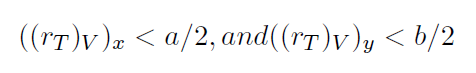 ((r_T)_V)_x < a/2, and((r_T)_V)_y < b/2